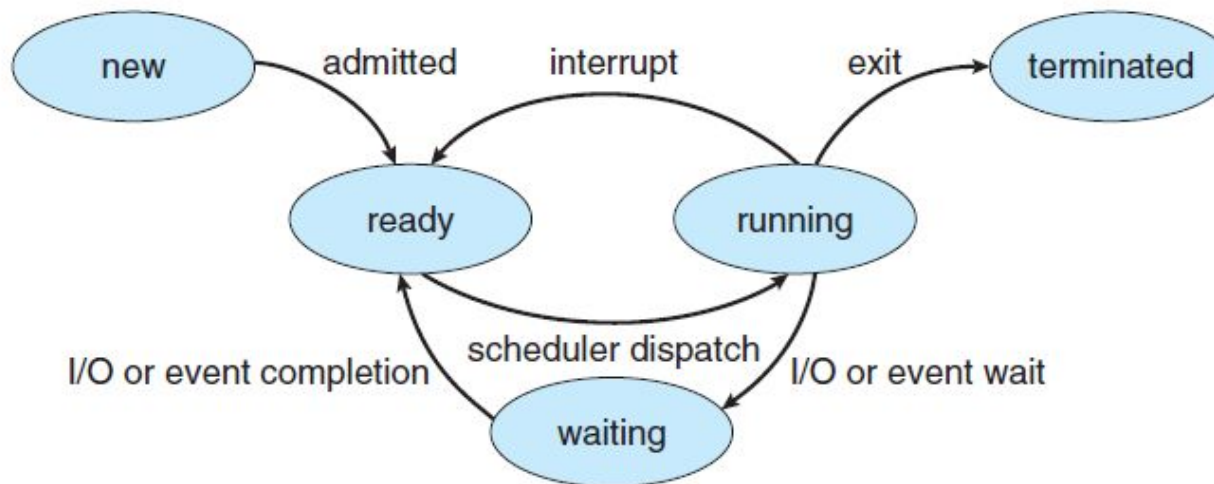 new
admitted
interrupt
exit
terminated
ready
running
I/O or event completion
scheduler dispatch
I/O or event wait
waiting